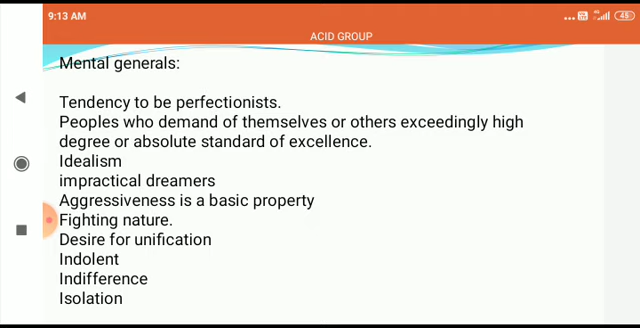 9:13 AM
45
ACID GROUP
Mental generals:
Tendency to be perfectionists.
Peoples who demand of themselves or others exceedingly high
degree or absolute standard of excellence.
Idealism
impractical dreamers
Aggressiveness is a basic property
Fighting nature.
Desire for unification
Indolent
Indifference
Isolation